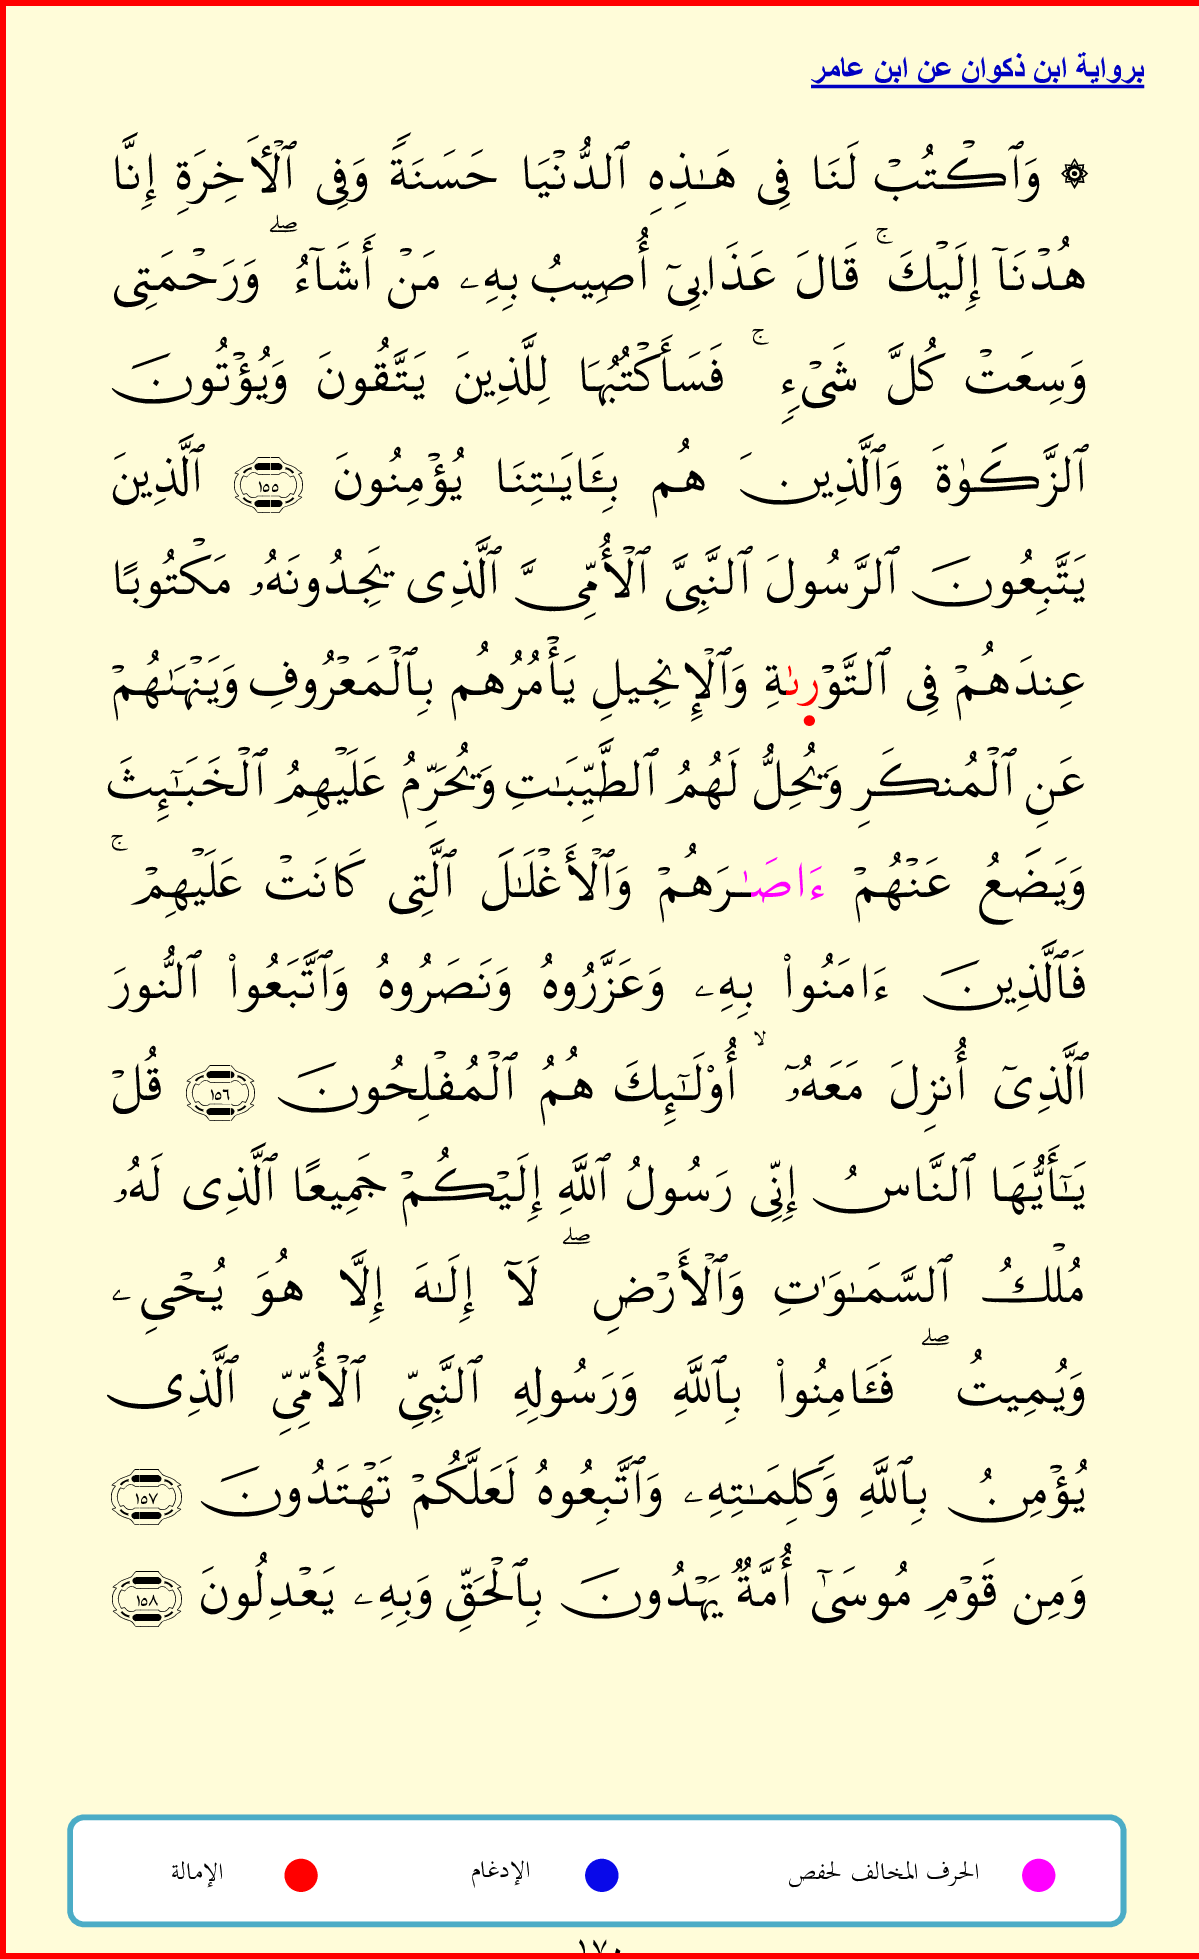 برواية ابن ذكوان عن ابن عامر
۞ وَٱكۡتُبۡ لَنَا فِى هَـٰذِهِ ٱلدُّنۡيَا حَسَنَةً وَفِى ٱلۡأَخِرَةِ إِنَّا
هُدۡنَآ إِلَيۡكَ ۚ قَالَ عَذَابِىٓ أُصِيبُ بِهِۦ مَنۡ أَشَآءُ ۖ وَرَحۡمَتِى
وَسِعَتۡ كُلَّ شَىۡءٍ ۚ فَسَأَكۡتُبُهَا لِلَّذِينَ يَتَّقُونَ وَيُؤۡتُونَ
ٱلزَّكَوٰةَ وَٱلَّذِينَ هُم بِـَٔايَـٰتِنَا يُؤۡمِنُونَ ١٥٥ ٱلَّذِينَ
يَتَّبِعُونَ ٱلرَّسُولَ ٱلنَّبِىَّ ٱلۡأُمِّىَّ ٱلَّذِى يَجِدُونَهُۥ مَكۡتُوبًا
عِندَهُمۡ فِى ٱلتَّوۡرىٰةِ وَٱلۡإِنجِيلِ يَأۡمُرُهُم بِٱلۡمَعۡرُوفِ وَيَنۡهَىٰهُمۡ
عَنِ ٱلۡمُنكَرِ وَيُحِلُّ لَهُمُ ٱلطَّيِّبَـٰتِ وَيُحَرِّمُ عَلَيۡهِمُ ٱلۡخَبَـٰٓئِثَ
وَيَضَعُ عَنۡهُمۡ ءَاصَـٰرَهُمۡ وَٱلۡأَغۡلَـٰلَ ٱلَّتِى كَانَتۡ عَلَيۡهِمۡ ۚ
فَٱلَّذِينَ ءَامَنُوا۟ بِهِۦ وَعَزَّرُوهُ وَنَصَرُوهُ وَٱتَّبَعُوا۟ ٱلنُّورَ
ٱلَّذِىٓ أُنزِلَ مَعَهُۥٓ ۙ أُو۟لَـٰٓئِكَ هُمُ ٱلۡمُفۡلِحُونَ ١٥٦ قُلۡ
يَـٰٓأَيُّهَا ٱلنَّاسُ إِنِّى رَسُولُ ٱللَّهِ إِلَيۡكُمۡ جَمِيعًا ٱلَّذِى لَهُۥ
مُلۡكُ ٱلسَّمَـٰوَٰتِ وَٱلۡأَرۡضِ ۖ لَآ إِلَـٰهَ إِلَّا هُوَ يُحۡىِۦ
وَيُمِيتُ ۖ فَـَٔامِنُوا۟ بِٱللَّهِ وَرَسُولِهِ ٱلنَّبِىِّ ٱلۡأُمِّىِّ ٱلَّذِى
يُؤۡمِنُ بِٱللَّهِ وَكَلِمَـٰتِهِۦ وَٱتَّبِعُوهُ لَعَلَّكُمۡ تَهۡتَدُونَ ١٥٧
وَمِن قَوۡمِ مُوسَىٰٓ أُمَّةٌ يَهۡدُونَ بِٱلۡحَقِّ وَبِهِۦ يَعۡدِلُونَ ١٥٨
الحرف المخالف لحفص الإدغام الإمالة
١٧٠